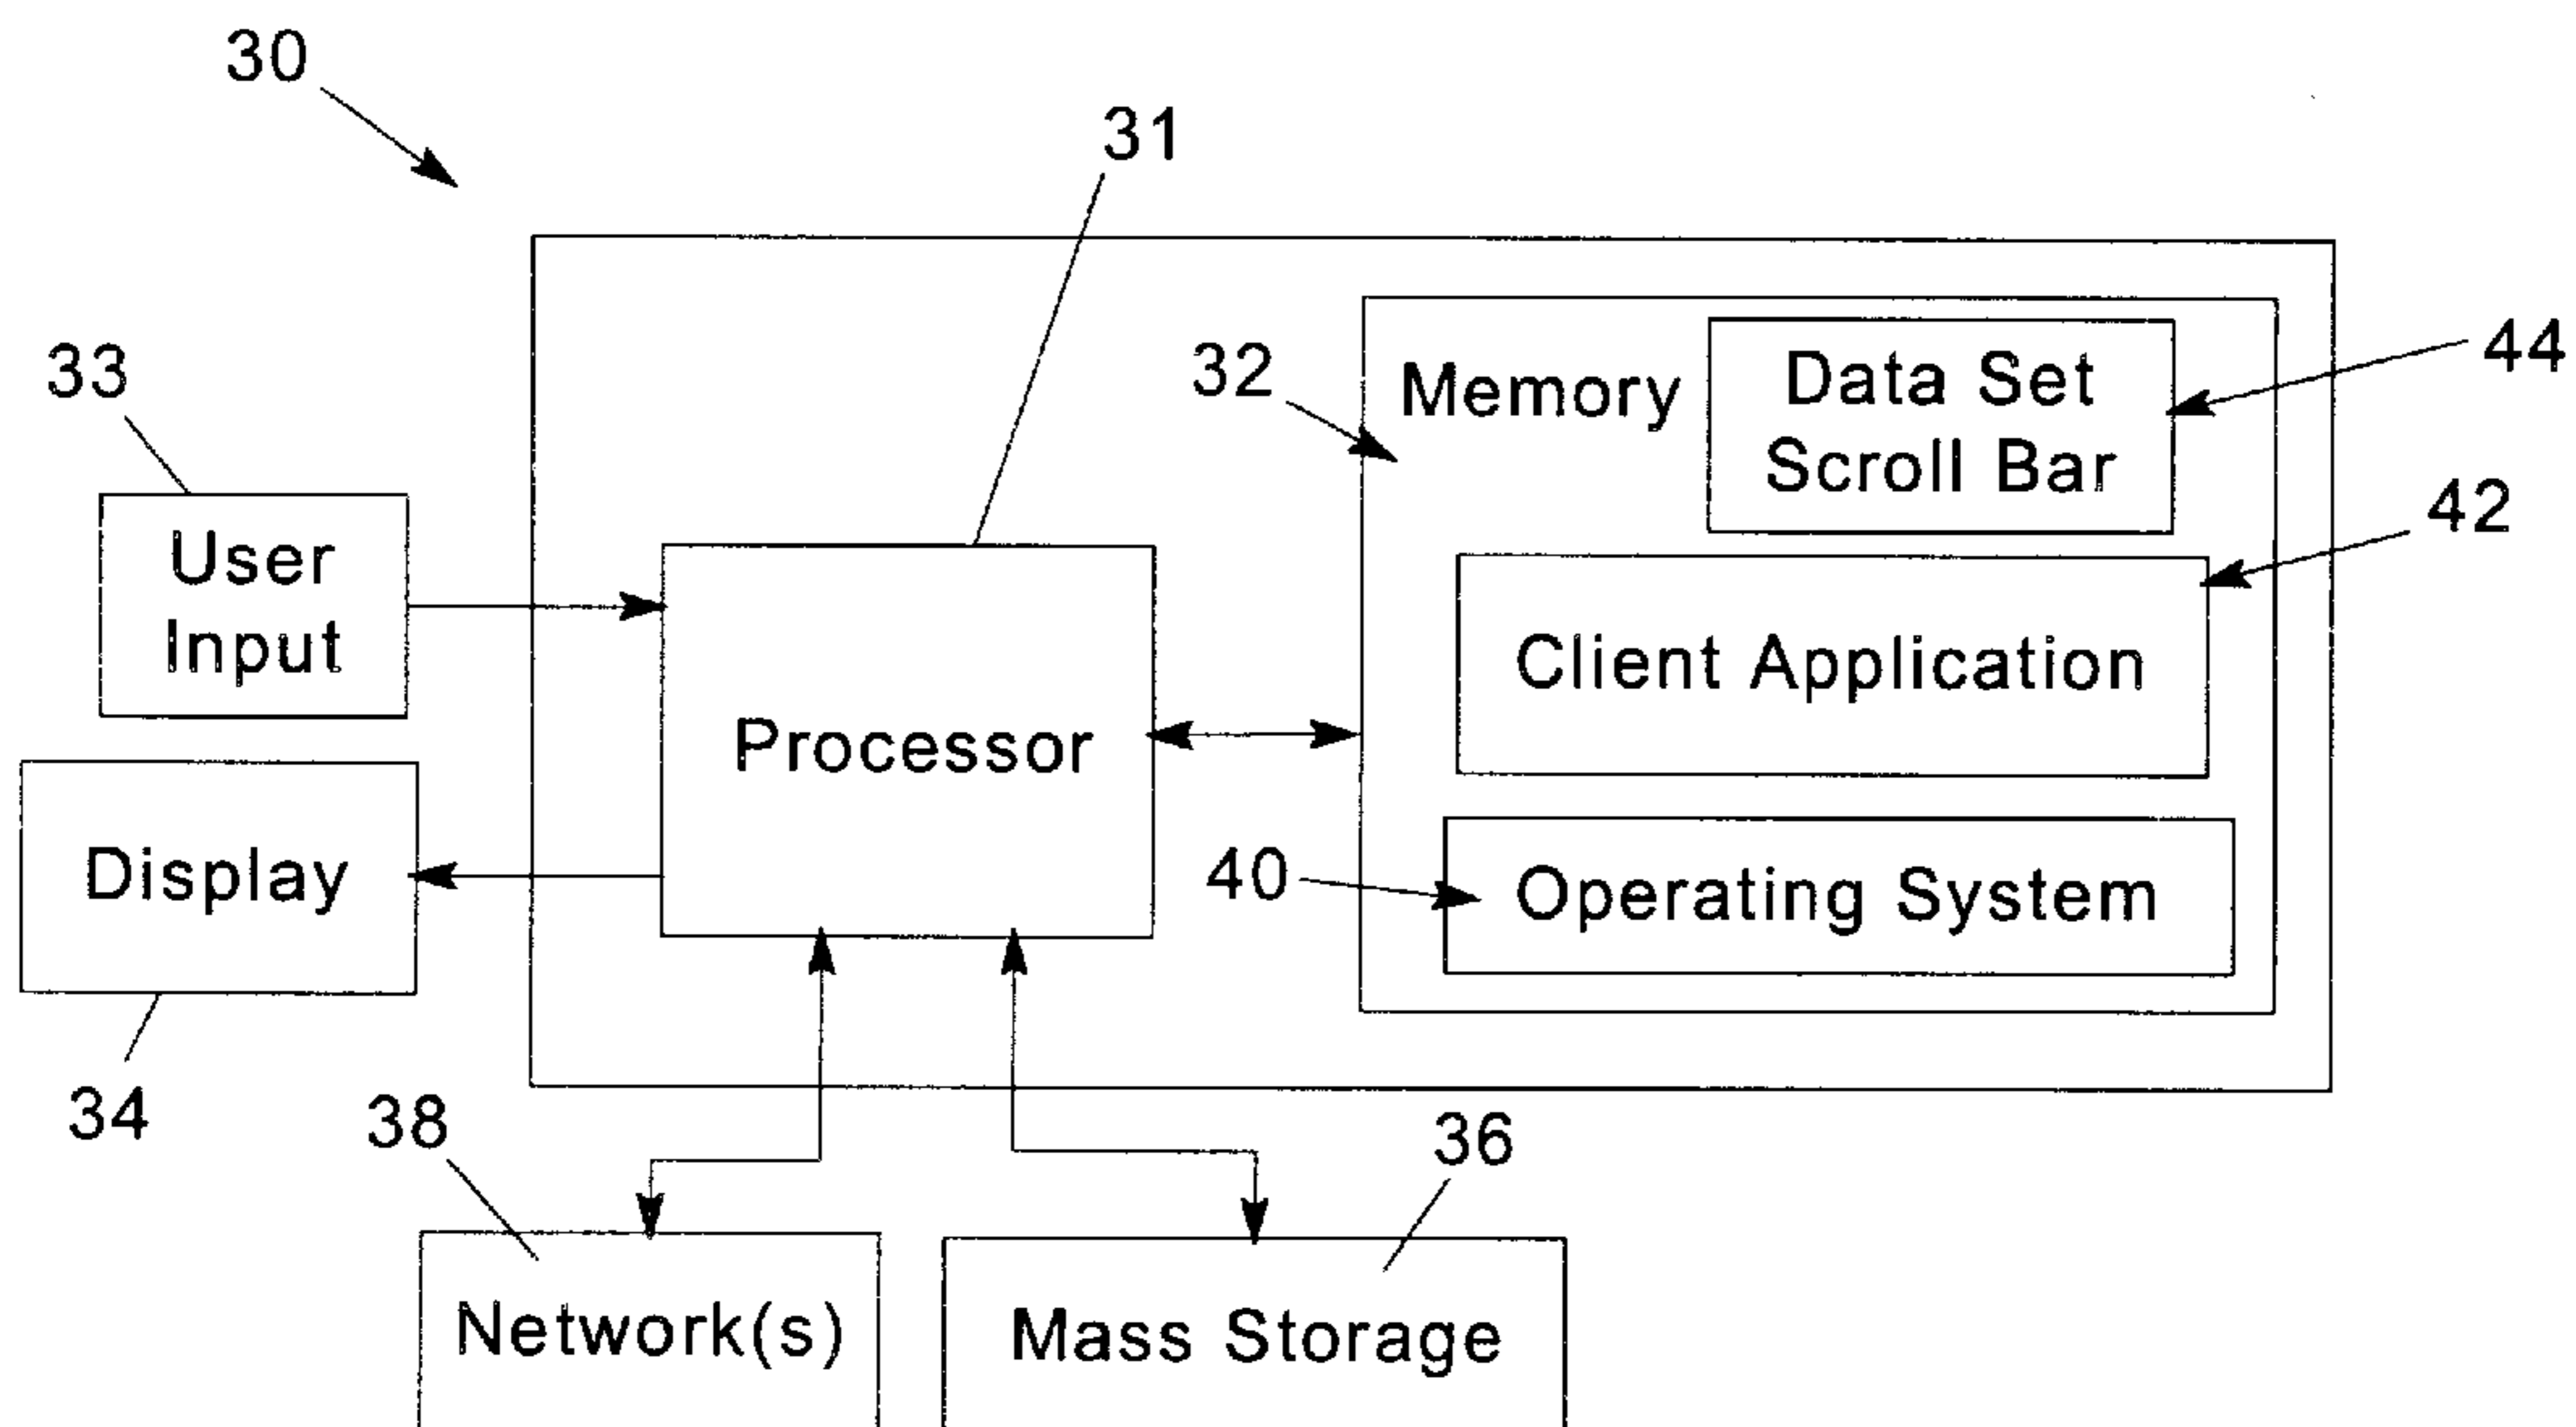 30
31
33
32
Memory
Data Set
Scroll Bar
44
42
User
Input
Client Application
Processor
Display
40
Operating System
34
38
36
Network(s)
Mass Storage